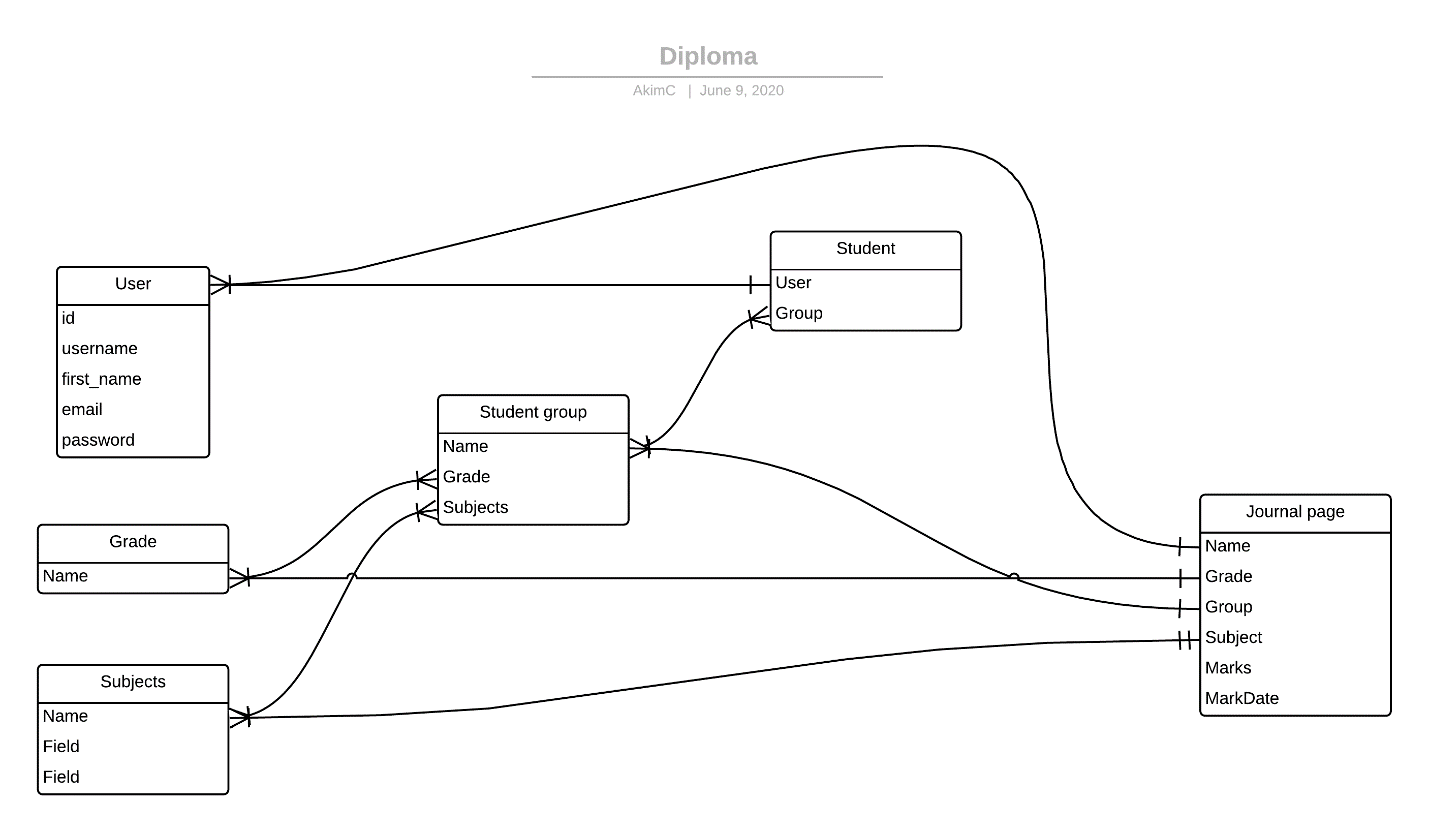 Diploma
AkimC | June 9, 2020
Student
User
Group
User
id
username
first_name
email
password
Student group
Name
Grade
Subjects
Journal page
Name
Grade
Group
Subject
Marks
MarkDate
Grade
Name
Subjects
Name
Field
Field